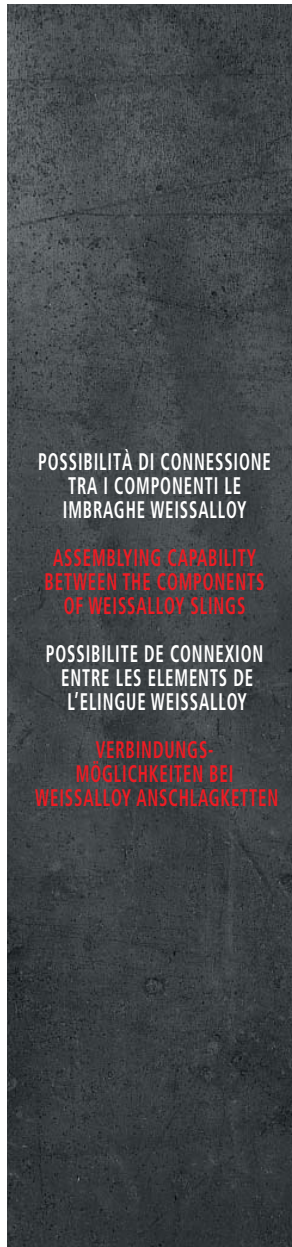 POSSIBILITÀ DI CONNESSIONE
TRA I COMPONENTI LE
IMBRAGHE WEISSALLOY
ASSEMBLYING CAPABILITY
BETWEEN THE COMPONENTS
OF WEISSALLOY SLINGS
POSSIBILITE DE CONNEXION
ENTRE LES ELEMENTS DE
L'ELINGUE WEISSALLOY
VERBINDUNGS-
MÖGLICHKEITEN BEI
WEISSALLOY ANSCHLAGKETTEN